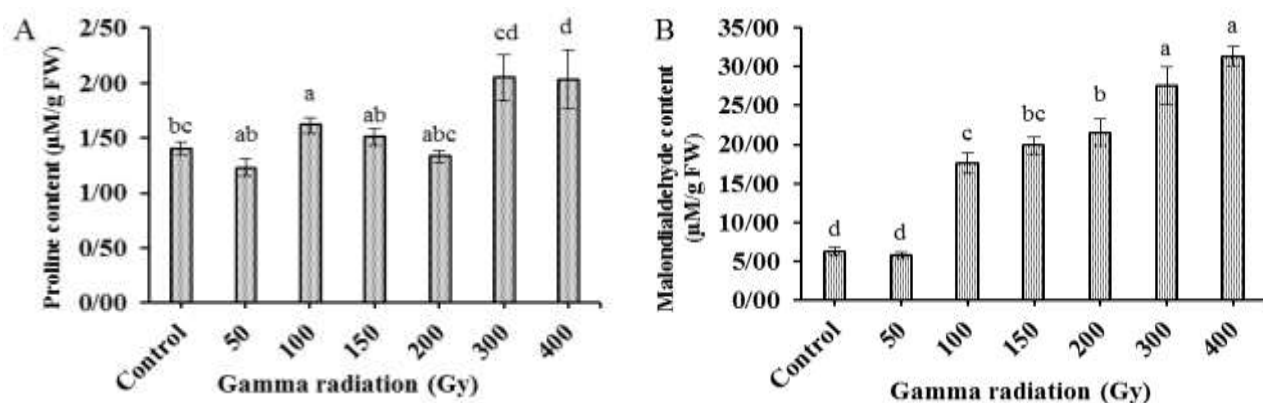 A
Proline content (µM/g FW)
2/50
2/00
1/50
1/00
0/50
0/00
bc
ab
a
ab
abc
cd
d
Control
50
100
150
200
300
400
Gamma radiation (Gy)
B
Malondialdehyde content
(µM/g FW)
35/00
30/00
25/00
20/00
15/00
10/00
5/00
0/00
d
d
c
bc
b
a
a
Control
50
100
150
200
300
400
Gamma radiation (Gy)